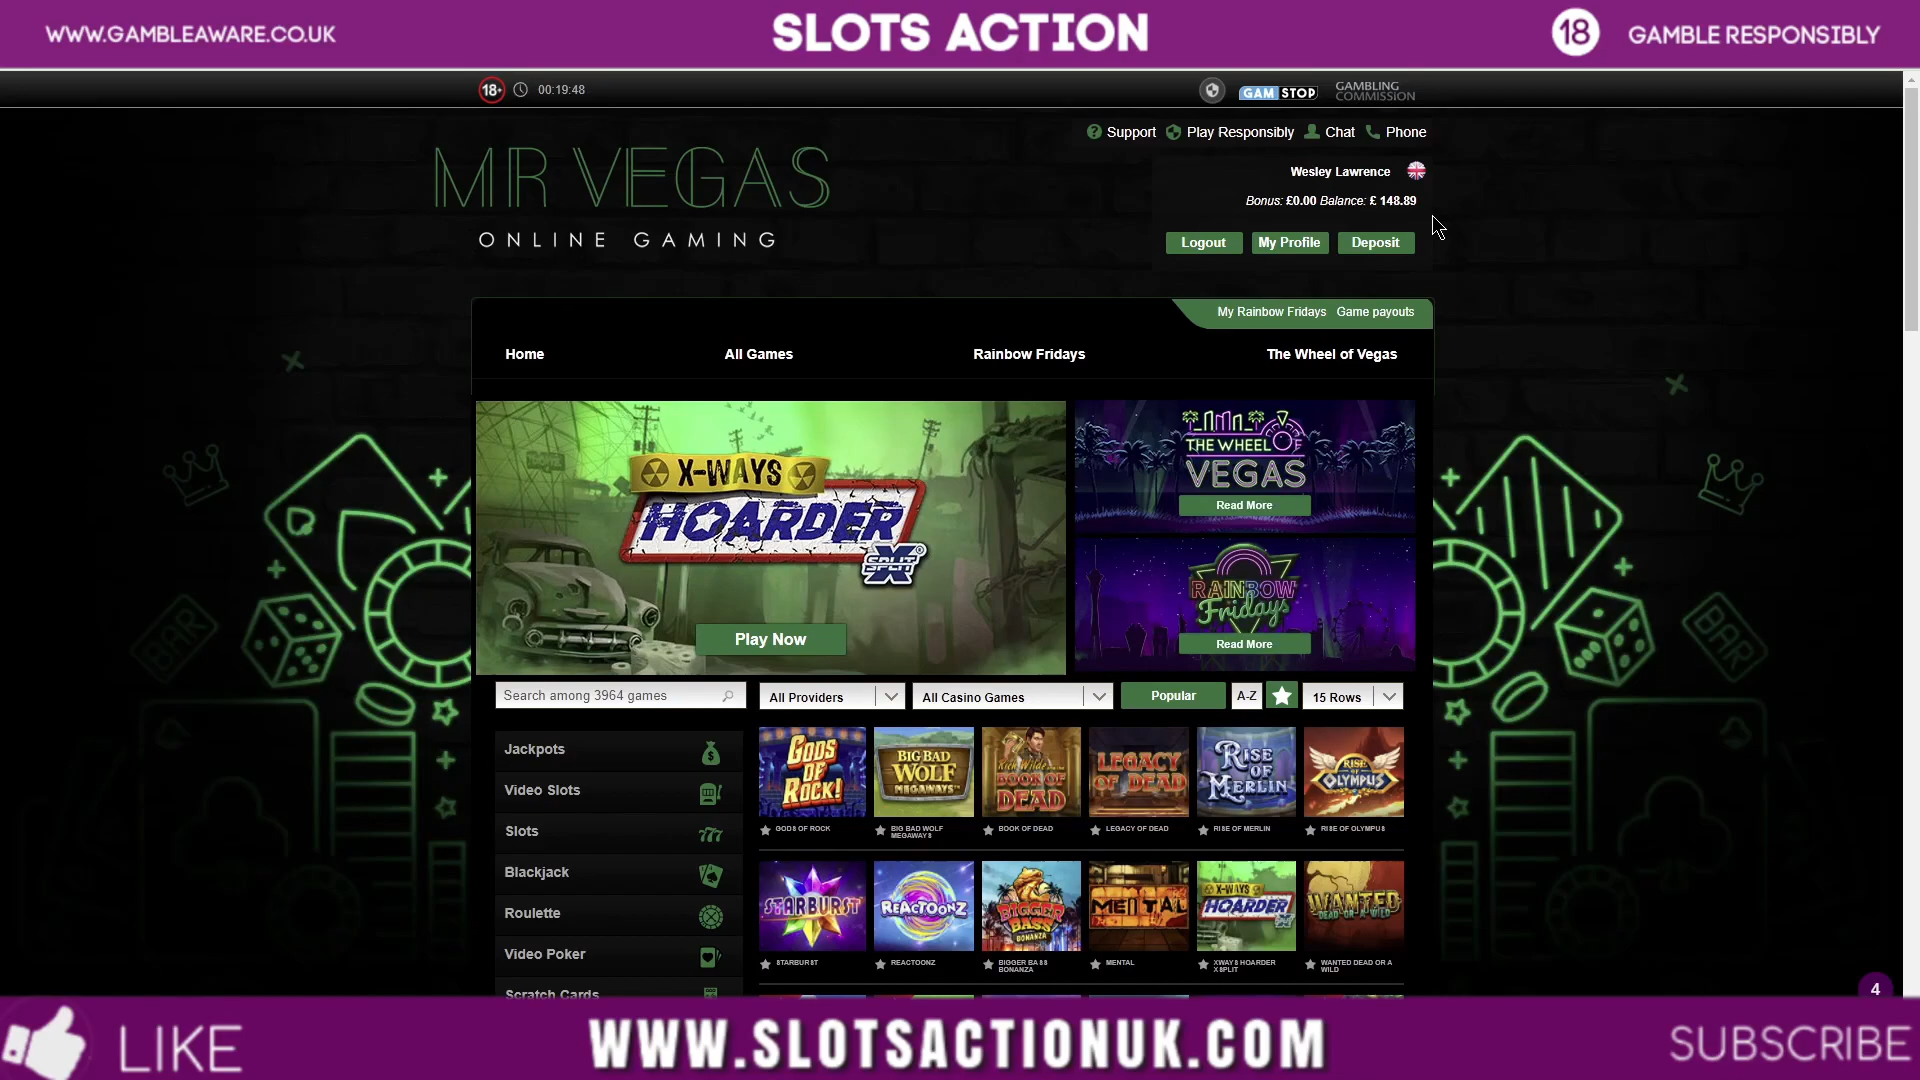 WWW.GAMBLEAWARE.CO.UK
SLOTS ACTION
18 GAMBLE RESPONSIBLY
18+ 00:19:48
GAMSTOP
GAMBLING
COMMISSION
Support Play Responsibly Chat Phone
MR VEGAS
ONLINE GAMING
Wesley Lawrence
Bonus: £0.00 Balance: £ 148.89
Logout My Profile Deposit
My Rainbow Fridays Game payouts
Home All Games Rainbow Fridays The Wheel of Vegas
X-WAYS
HOARDER
SPLIT
Play Now
THE WHEEL OF
VEGAS
Read More
RAINBOW
Fridays
Read More
Search among 3964 games
All Providers All Casino Games Popular A-Z 15 Rows
Jackpots
Video Slots
Slots
777
Blackjack
Roulette
Video Poker
Scratch Cards
GODS
OF
ROCK!
BIG BAD
WOLF
MEGAWAYS
Rich Wilde
BOOK OF
DEAD
LEGACY
OF DEAD
RISE
OF
MERLIN
RISE
OF
OLYMPUS
GODS OF ROCK
BIG BAD WOLF
MEGAWAYS
BOOK OF DEAD
LEGACY OF DEAD
RISE OF MERLIN
RISE OF OLYMPUS
STARBURST
REACTOONZ
BIGGER
BASS
BONANZA
MENTAL
X-WAYS
HOARDER
WANTED
DEAD OR A WILD
STARBURST
REACTOONZ
BIGGER BASS
BONANZA
MENTAL
XWAYS HOARDER
XSPLIT
WANTED DEAD OR A
WILD
BAR
BAR
4
LIKE
WWW.SLOTSACTIONUK.COM
SUBSCRIBE